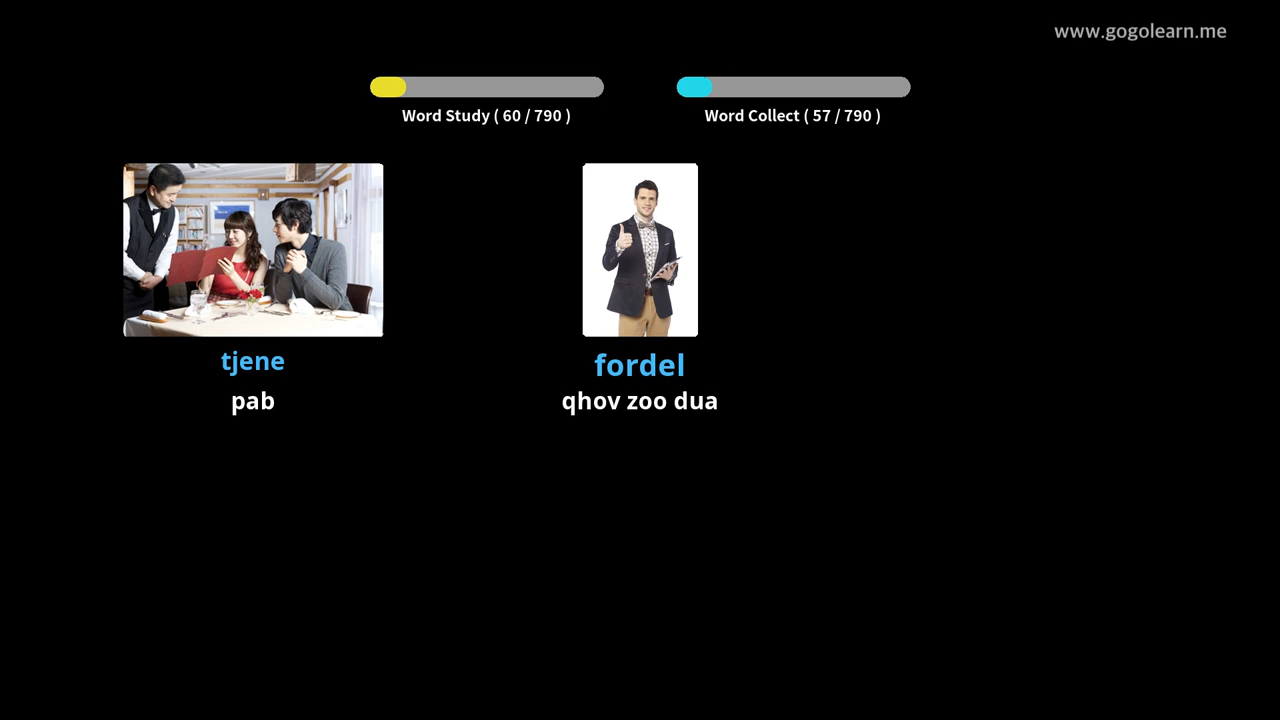 www.gogolearn.me
Word Study ( 60 / 790 )
Word Collect ( 57 / 790 )
tjene
pab
fordel
qhov zoo dua